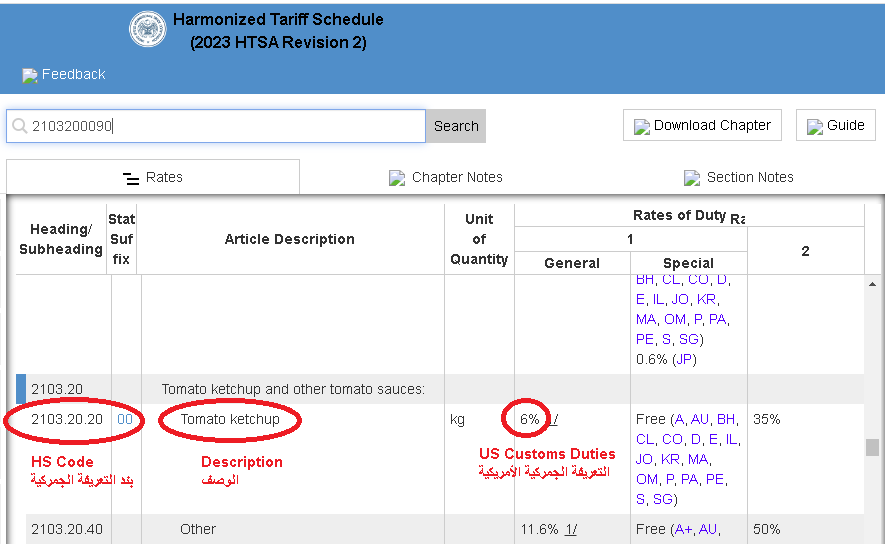 Harmonized Tariff Schedule
(2023 HTSA Revision 2)
Feedback
2103200090
Search
Download Chapter
Guide
Rates
Chapter Notes
Section Notes
Heading/
Subheading
Stat
Suf
fix
Article Description
Unit
of
Quantity
Rates of Duty
Ra
1
General
Special
2
BH, CL, CO, D,
E, IL, JO, KR,
MA, OM, P, PA,
PE, S, SG)
0.6% (JP)
2103.20
Tomato ketchup and other tomato sauces:
2103.20.20
00
Tomato ketchup
kg
6% 1/
Free (A, AU, BH,
CL, CO, D, E, IL,
JO, KR, MA,
OM, P, PA, PE,
S, SG)
35%
HS Code
بند التعريفة الجمركية
Description
الوصف
US Customs Duties
التعريفة الجمركية الأمريكية
2103.20.40
Other
11.6% 1/
Free (A+, AU,
50%